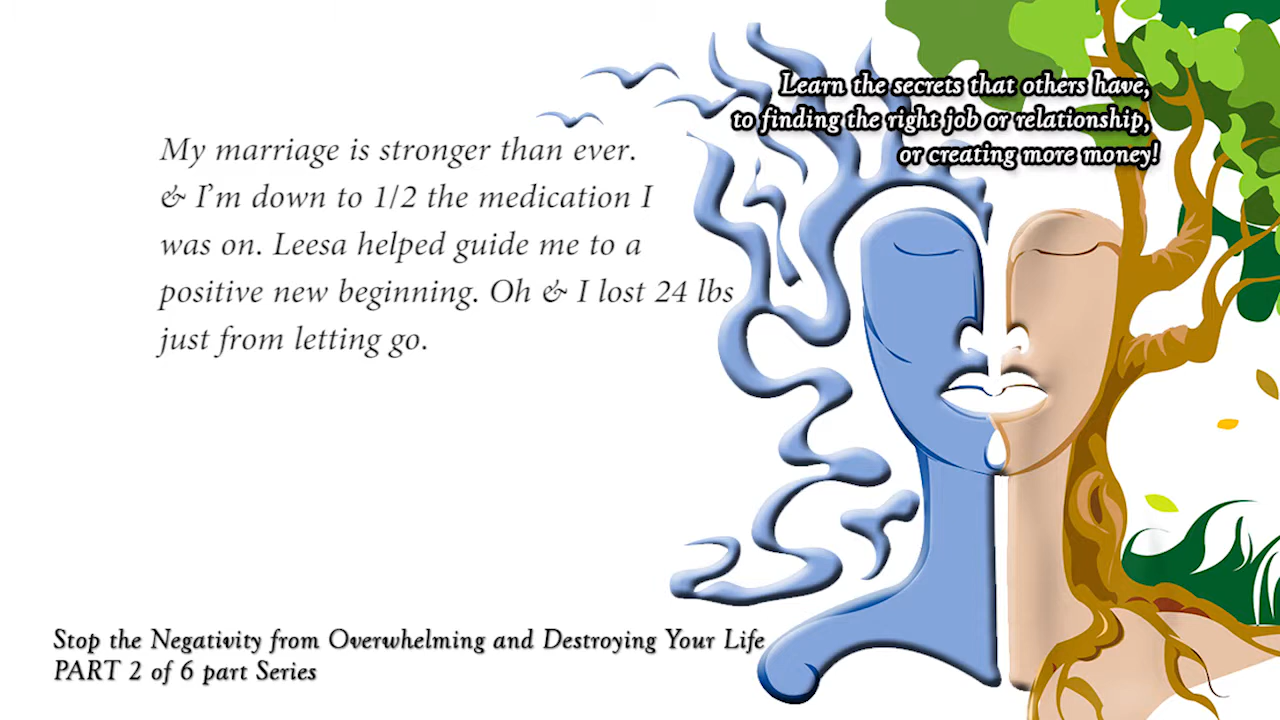 Learn the secrets that others have,
to finding the right job or relationship,
or creating more money!
My marriage is stronger than ever.
& I'm down to 1/2 the medication I
was on. Leesa helped guide me to a
positive new beginning. Oh & I lost 24 lbs
just from letting go.
Stop the Negativity from Overwhelming and Destroying Your Life
PART 2 of 6 part Series